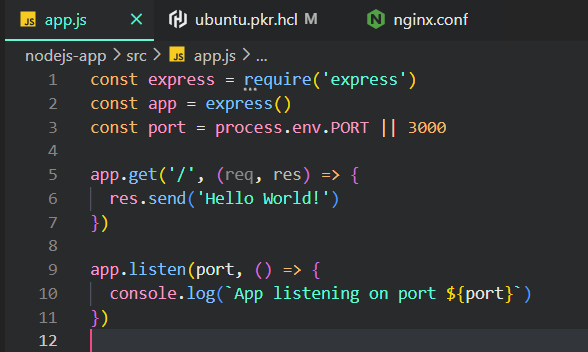 JS app.js × ubuntu.pkr.hcl M nginx.conf
nodejs-app > src > JS app.js > ...
1 const express = require('express')
2 const app = express()
3 const port = process.env.PORT || 3000
4
5 app.get('/', (req, res) => {
6   res.send('Hello World!')
7 })
8
9 app.listen(port, () => {
10   console.log(`App listening on port ${port}`)
11 })
12